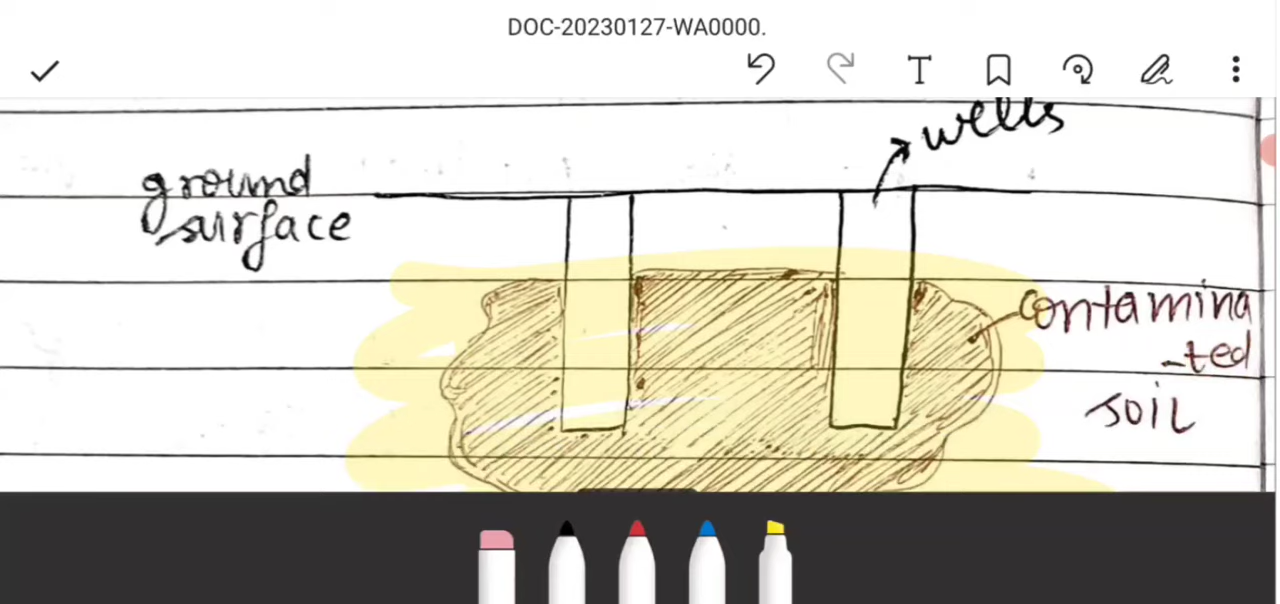 DOC-20230127-WA0000.
T
wells
ground
surface
contamina
-ted
soil